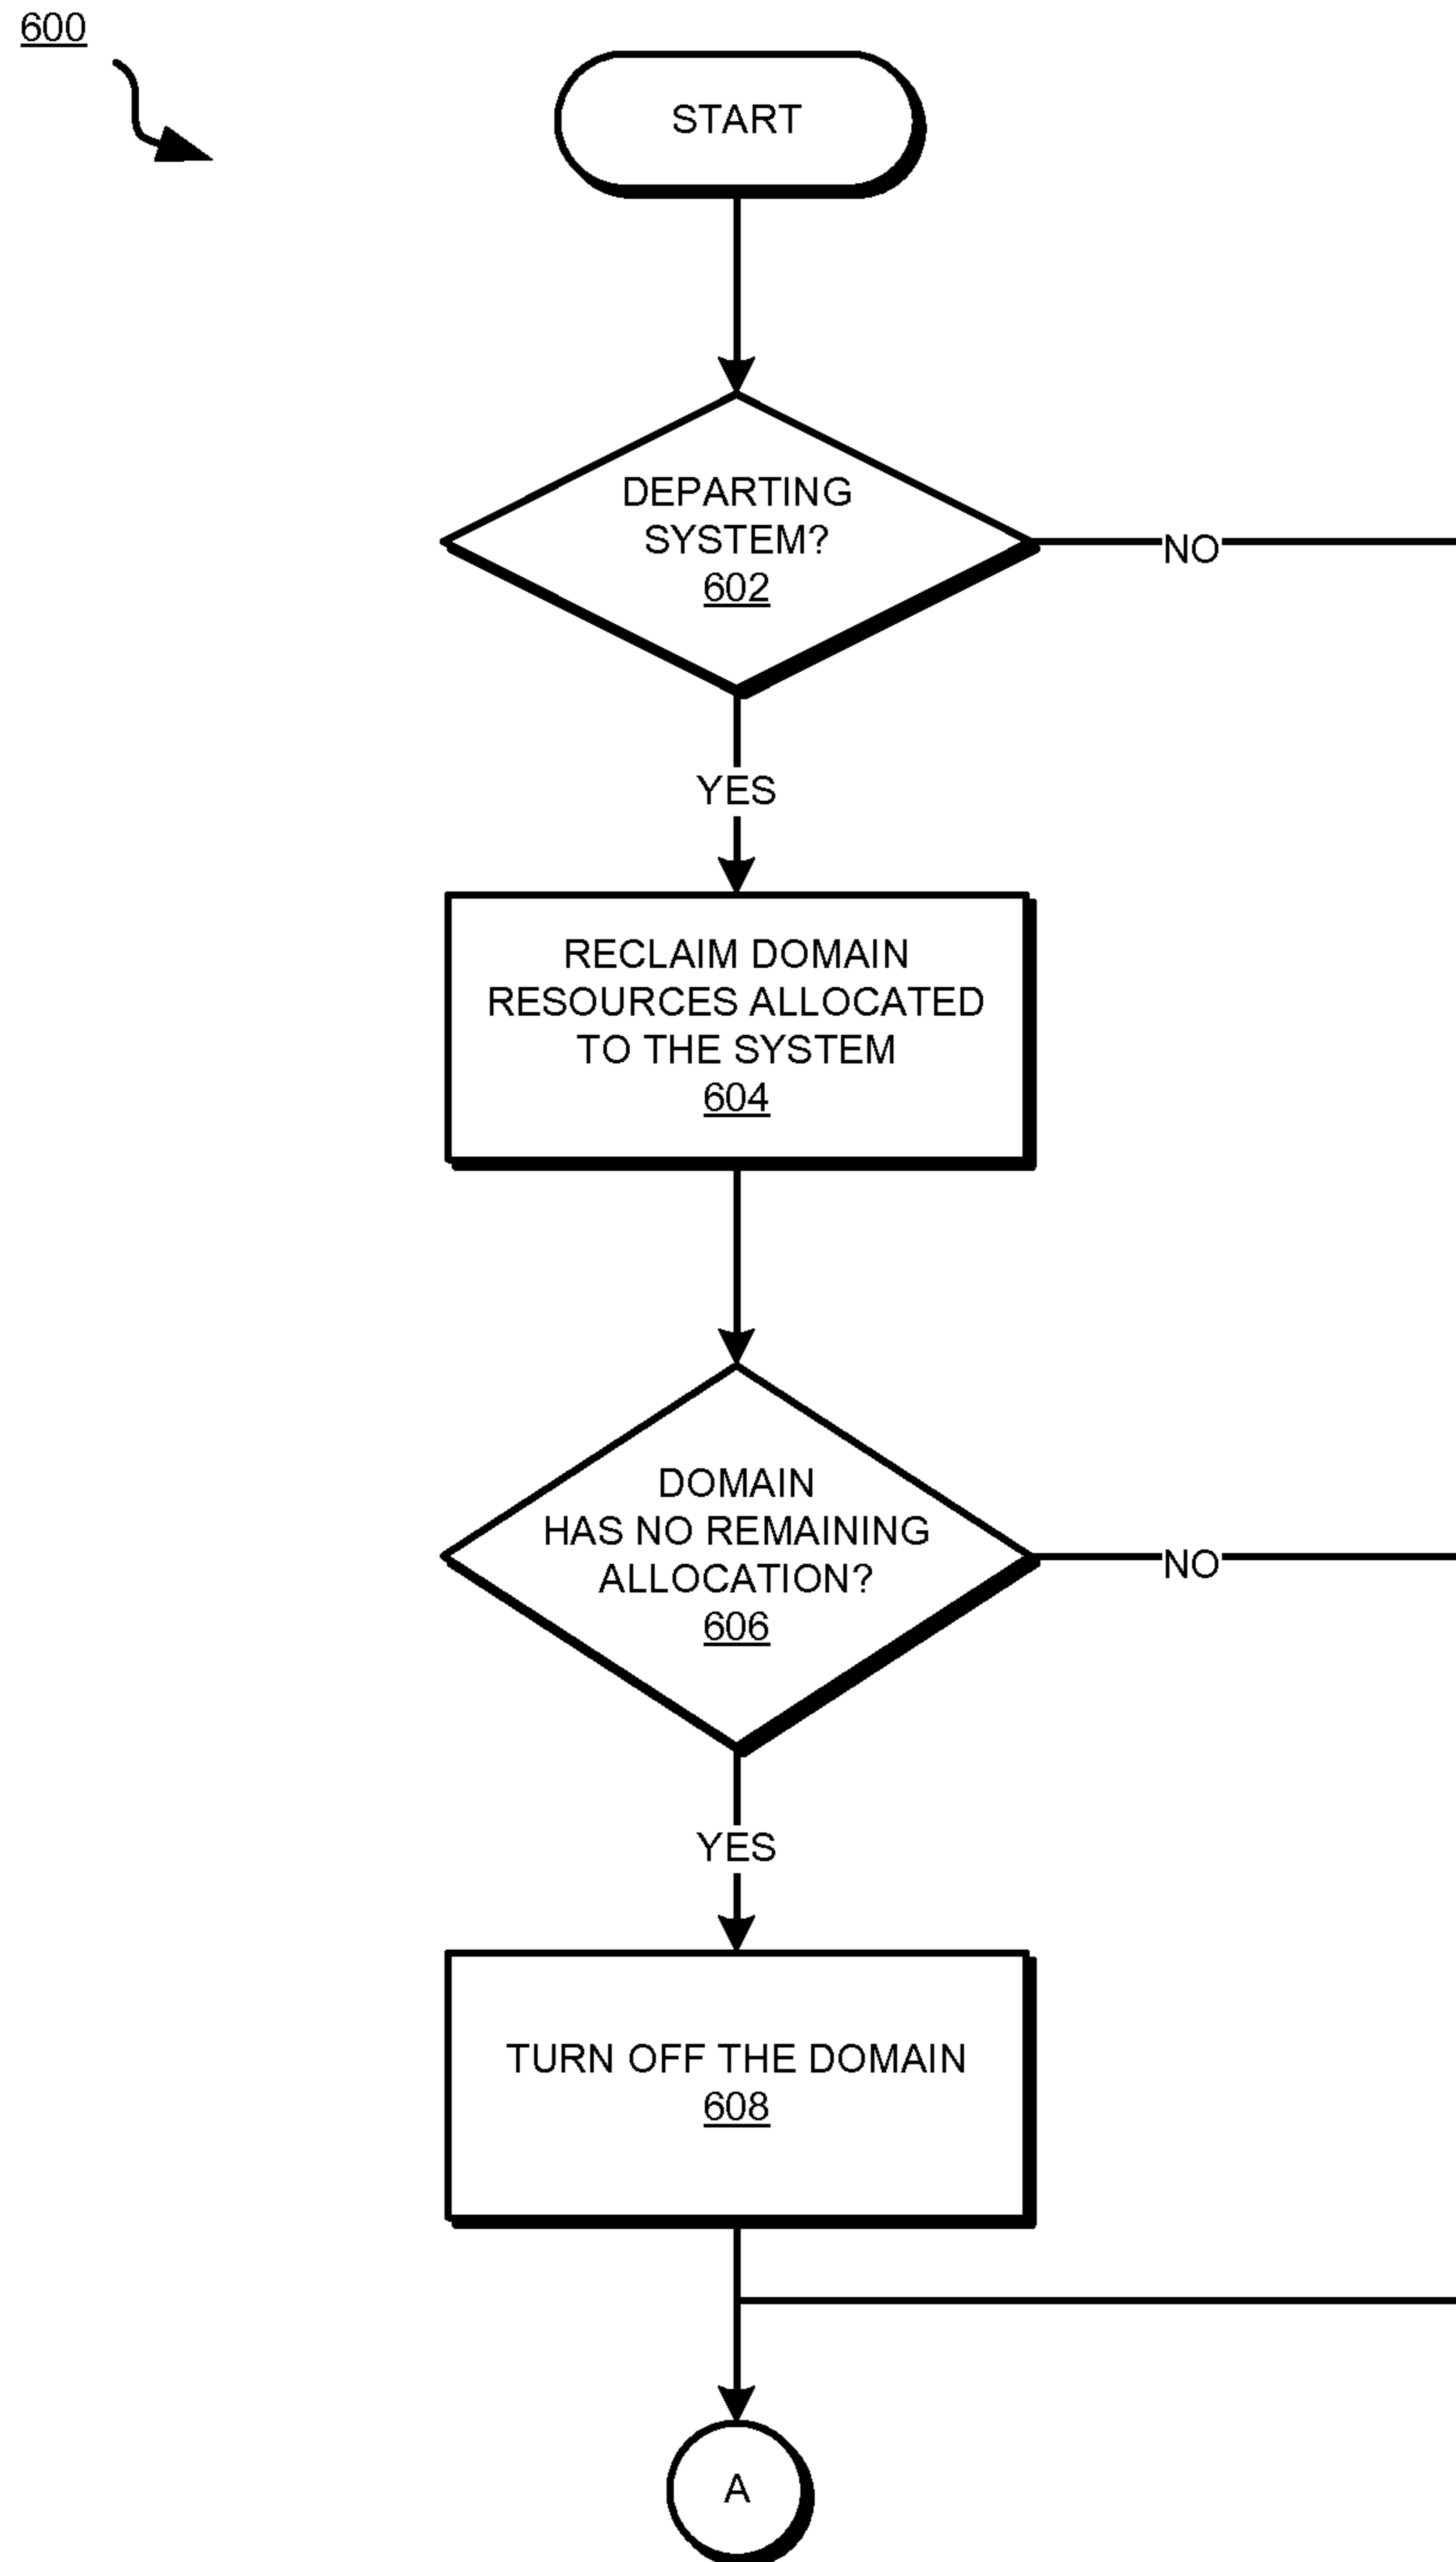 600
START
DEPARTING
SYSTEM?
602
NO
YES
RECLAIM DOMAIN
RESOURCES ALLOCATED
TO THE SYSTEM
604
DOMAIN
HAS NO REMAINING
ALLOCATION?
606
NO
YES
TURN OFF THE DOMAIN
608
A